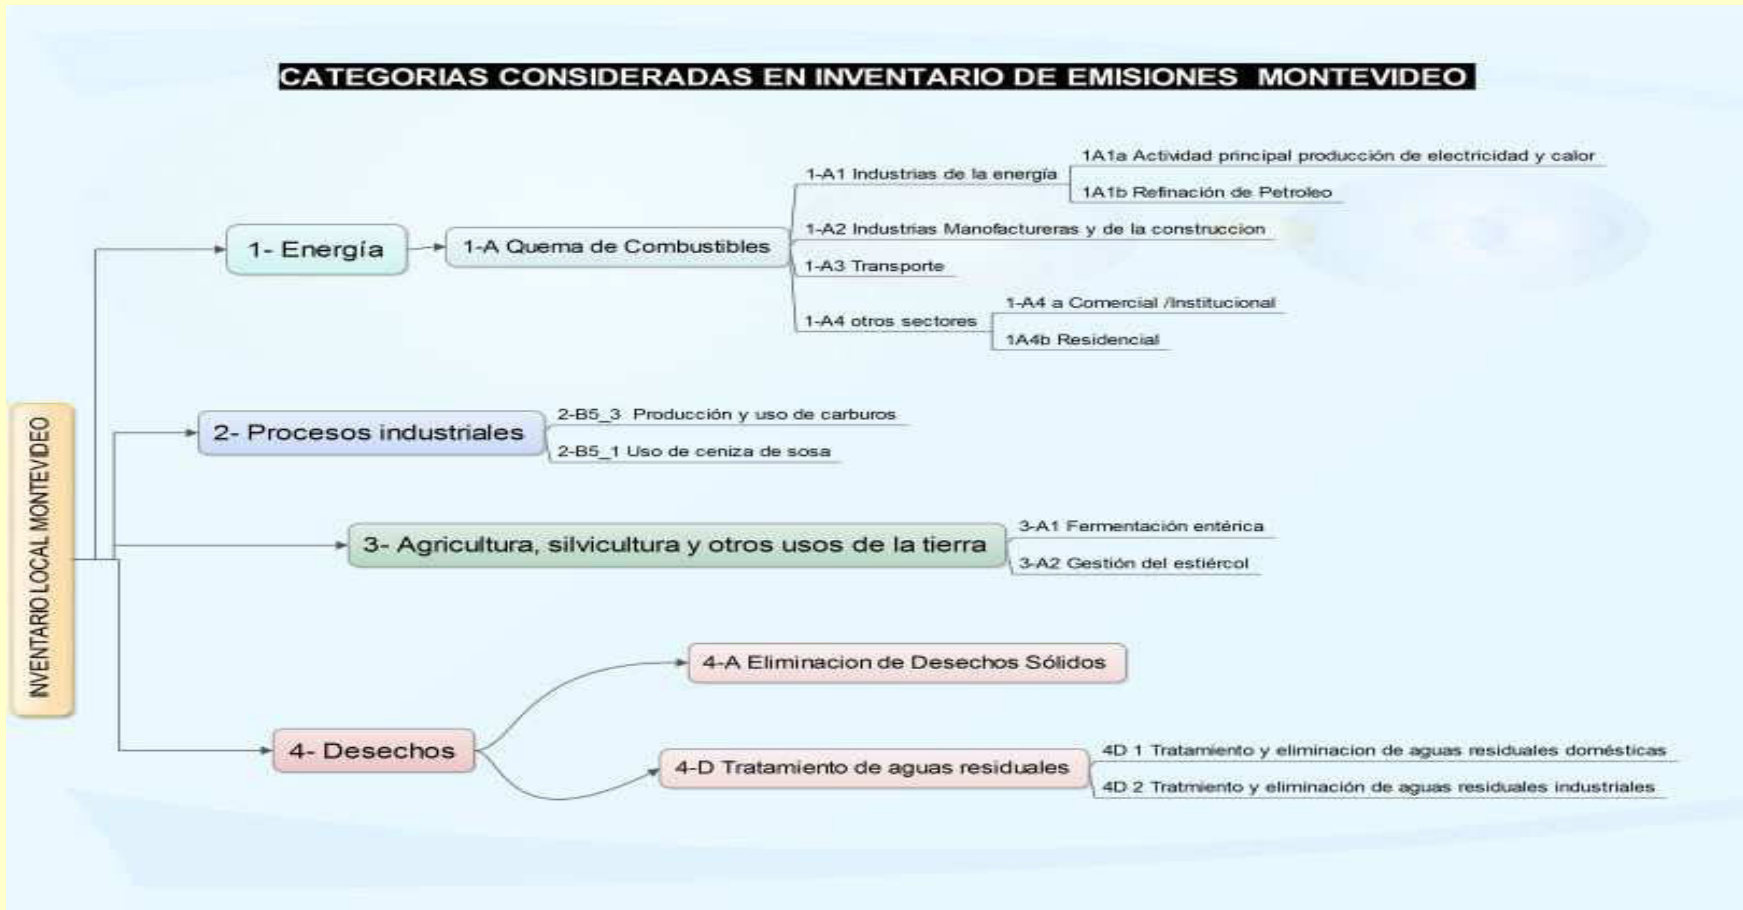 CATEGORIAS CONSIDERADAS EN INVENTARIO DE EMISIONES MONTEVIDEO
INVENTARIO LOCAL MONTEVIDEO
1- Energía
1-A Quema de Combustibles
1-A1 Industrias de la energía
1A1a Actividad principal producción de electricidad y calor
1A1b Refinación de Petroleo
1-A2 Industrias Manofactureras y de la construccion
1-A3 Transporte
1-A4 otros sectores
1-A4 a Comercial /Institucional
1A4b Residencial
2- Procesos industriales
2-B5_3 Producción y uso de carburos
2-B5_1 Uso de ceniza de sosa
3- Agricultura, silvicultura y otros usos de la tierra
3-A1 Fermentación entérica
3-A2 Gestión del estiércol
4- Desechos
4-A Eliminacion de Desechos Sólidos
4-D Tratamiento de aguas residuales
4D 1 Tratamiento y eliminacion de aguas residuales domésticas
4D 2 Tratmiento y eliminación de aguas residuales industriales